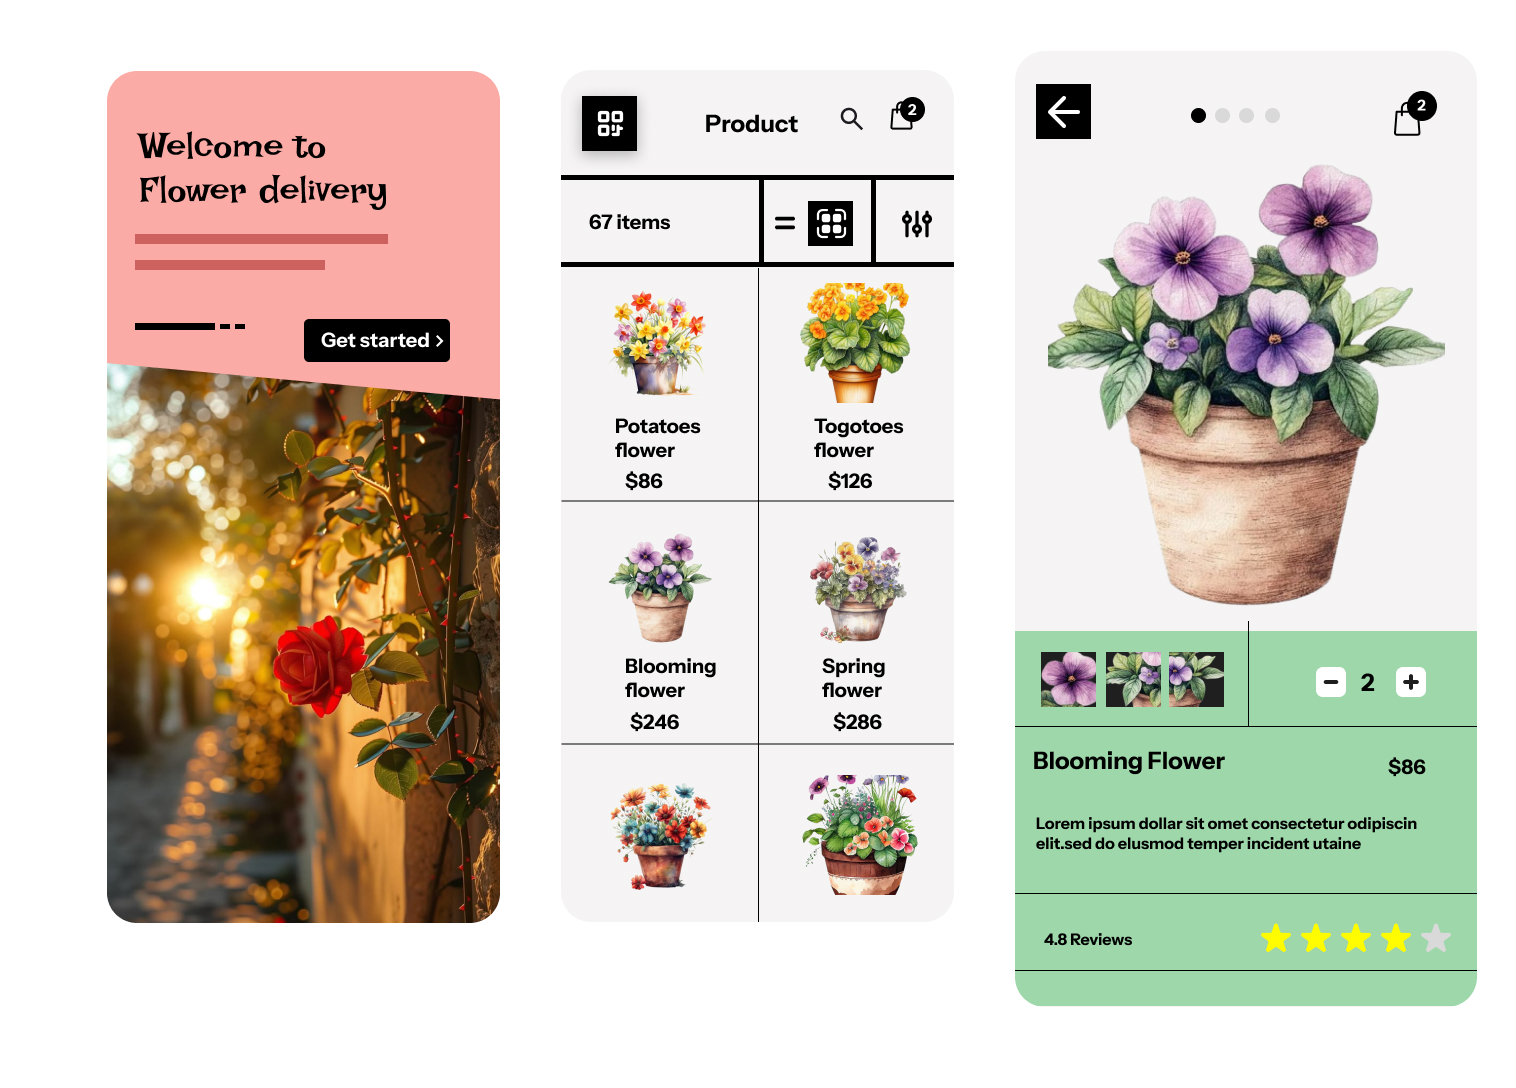 Welcome to
Flower delivery
Get started
Product
2
67 items
Potatoes
flower
$86
Togotoes
flower
$126
Blooming
flower
$246
Spring
flower
$286
2
2
Blooming Flower
$86
Lorem ipsum dollar sit omet consectetur odipiscin
elit.sed do elusmod temper incident utaine
4.8 Reviews